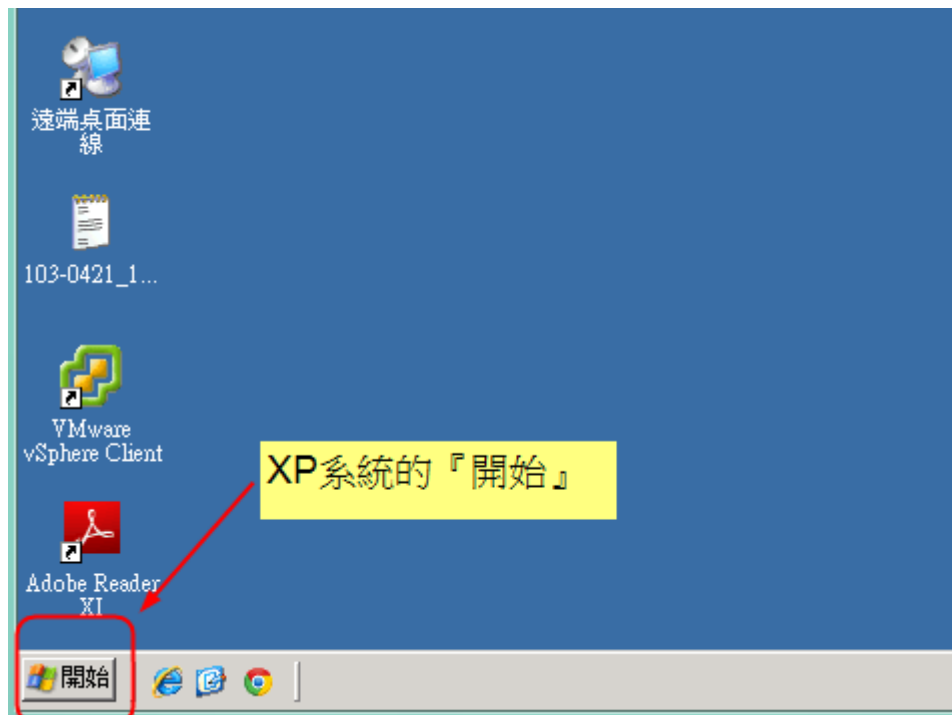 遠端桌面連
線
103-0421_1...
VMware
vSphere Client
XP系統的『開始』
Adobe Reader
XI
開始